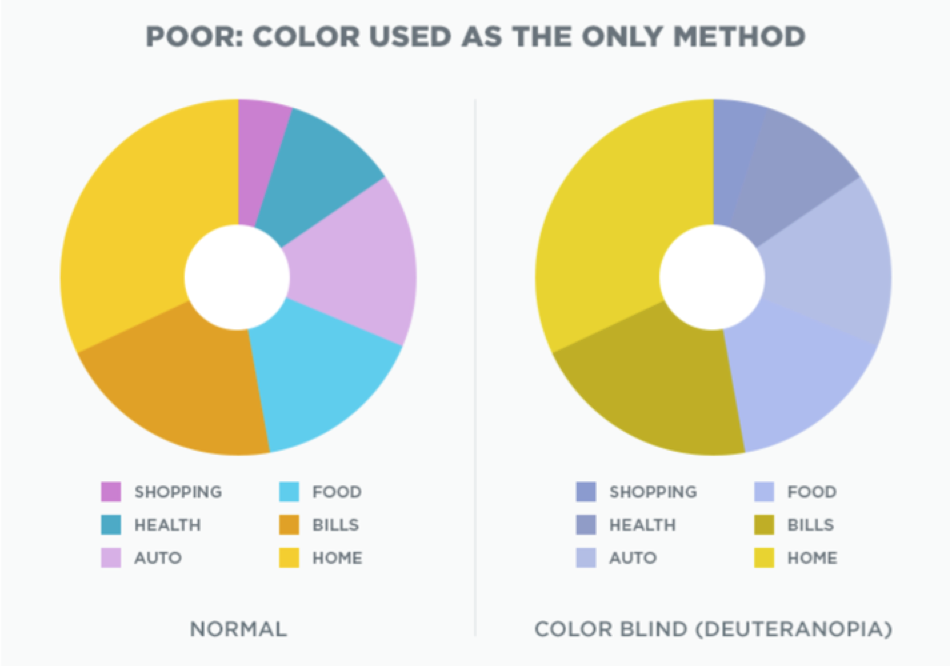 POOR: COLOR USED AS THE ONLY METHOD
SHOPPING
HEALTH
AUTO
FOOD
BILLS
HOME
NORMAL
SHOPPING
HEALTH
AUTO
FOOD
BILLS
HOME
COLOR BLIND (DEUTERANOPIA)